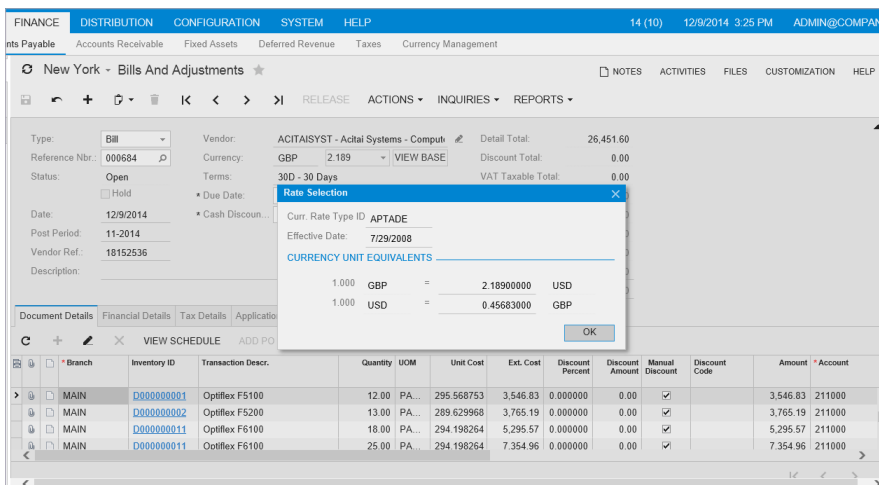 FINANCE DISTRIBUTION CONFIGURATION SYSTEM HELP 14 (10) 12/9/2014 3:25 PM ADMIN@COMPAN
nts Payable Accounts Receivable Fixed Assets Deferred Revenue Taxes Currency Management
New York Bills And Adjustments NOTES ACTIVITIES FILES CUSTOMIZATION HELP
RELEASE ACTIONS INQUIRIES REPORTS
Type: Bill Vendor: ACITAISYST - Acitai Systems - Compute Detail Total: 26,451.60
Reference Nbr.: 000684 Currency: GBP 2.189 VIEW BASE Discount Total: 0.00
Status: Open Terms: 30D - 30 Days VAT Taxable Total: 0.00
Hold * Due Date:
Rate Selection
Date: 12/9/2014 * Cash Discoun...
Curr. Rate Type ID APTADE
Post Period: 11-2014
Effective Date: 7/29/2008
Vendor Ref.: 18152536
CURRENCY UNIT EQUIVALENTS
Description:
1.000 GBP = 2.18900000 USD
1.000 USD = 0.45683000 GBP
OK
Document Details Financial Details Tax Details Applicatio
VIEW SCHEDULE ADD PO
* Branch Inventory ID Transaction Descr. Quantity UOM Unit Cost Ext. Cost Discount Percent Discount Amount Manual Discount Discount Code Amount * Account
MAIN D000000001 Optiflex F5100 12.00 PA... 295.568753 3,546.83 0.000000 0.00 3,546.83 211000
MAIN D000000002 Optiflex F5200 13.00 PA... 289.629968 3,765.19 0.000000 0.00 3,765.19 211000
MAIN D000000011 Optiflex F6100 18.00 PA... 294.198264 5,295.57 0.000000 0.00 5,295.57 211000
MAIN D000000011 Optiflex F6100 25.00 PA... 294.198264 7,354.96 0.000000 0.00 7,354.96 211000